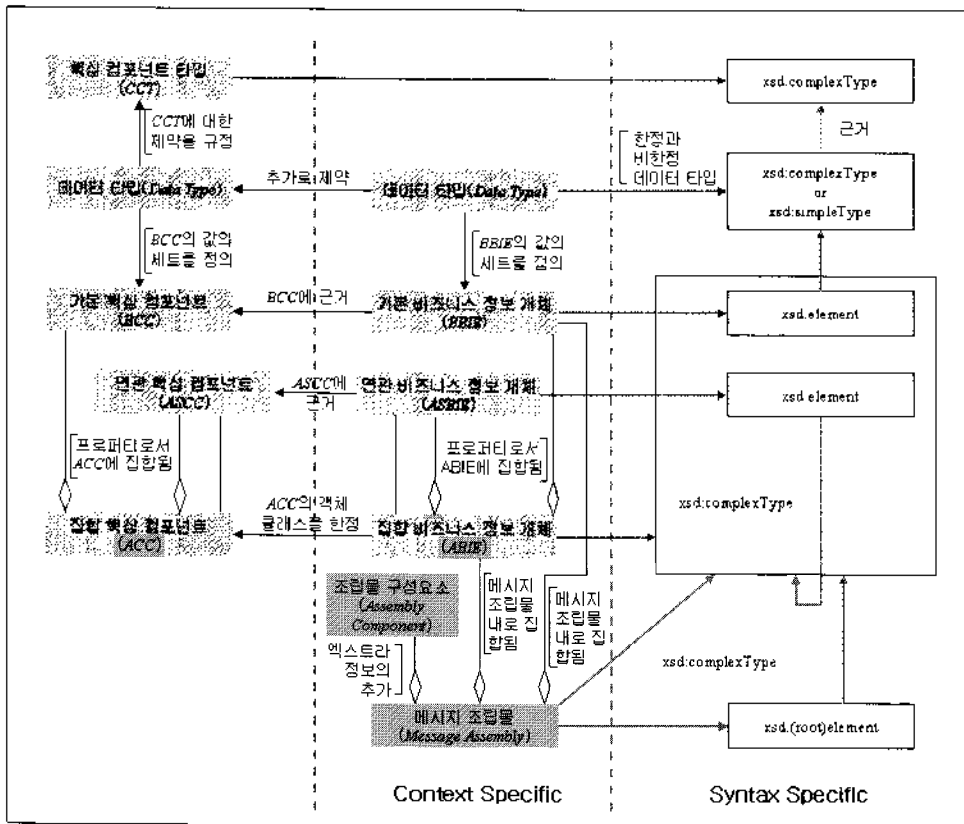 핵심 컴포넌트 타입
(CCT)
xsd:complexType
CCT에 대한
제약을 규정
한정과
비한정
데이터 타입
근거
데이터 타입(Data Type)
추가로 제약
데이터 타입(Data Type)
xsd:complexType
or
xsd:simpleType
BCC의 값의
세트를 정의
BBIE의 값의
세트를 정의
기본 핵심 컴포넌트
(BCC)
BCC에 근거
기본 비즈니스 정보 개체
(BBIE)
xsd.element
연관 핵심 컴포넌트
(ASCC)
ASCC에
근거
연관 비즈니스 정보 개체
(ASBIE)
xsd element
프로퍼티로서
ACC에 집합됨
프로퍼티로서
ABIE에 집합됨
xsd:complexType
집합 핵심 컴포넌트
(ACC)
ACC의 객체
클래스를 한정
집합 비즈니스 정보 개체
(ABIE)
조립물 구성요소
(Assembly
Component)
메시지
조립물
내로 집
합됨
메시지
조립물
내로 집
합됨
엑스트라
정보의
추가
xsd:complexType
메시지 조립물
(Message Assembly)
xsd.(root)element
Context Specific
Syntax Specific